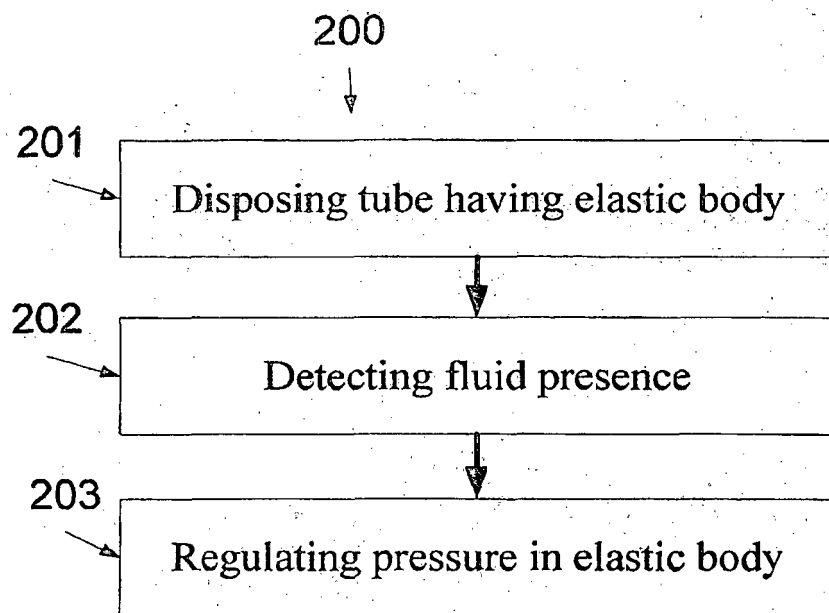 200
201
Disposing tube having elastic body
202
Detecting fluid presence
203
Regulating pressure in elastic body